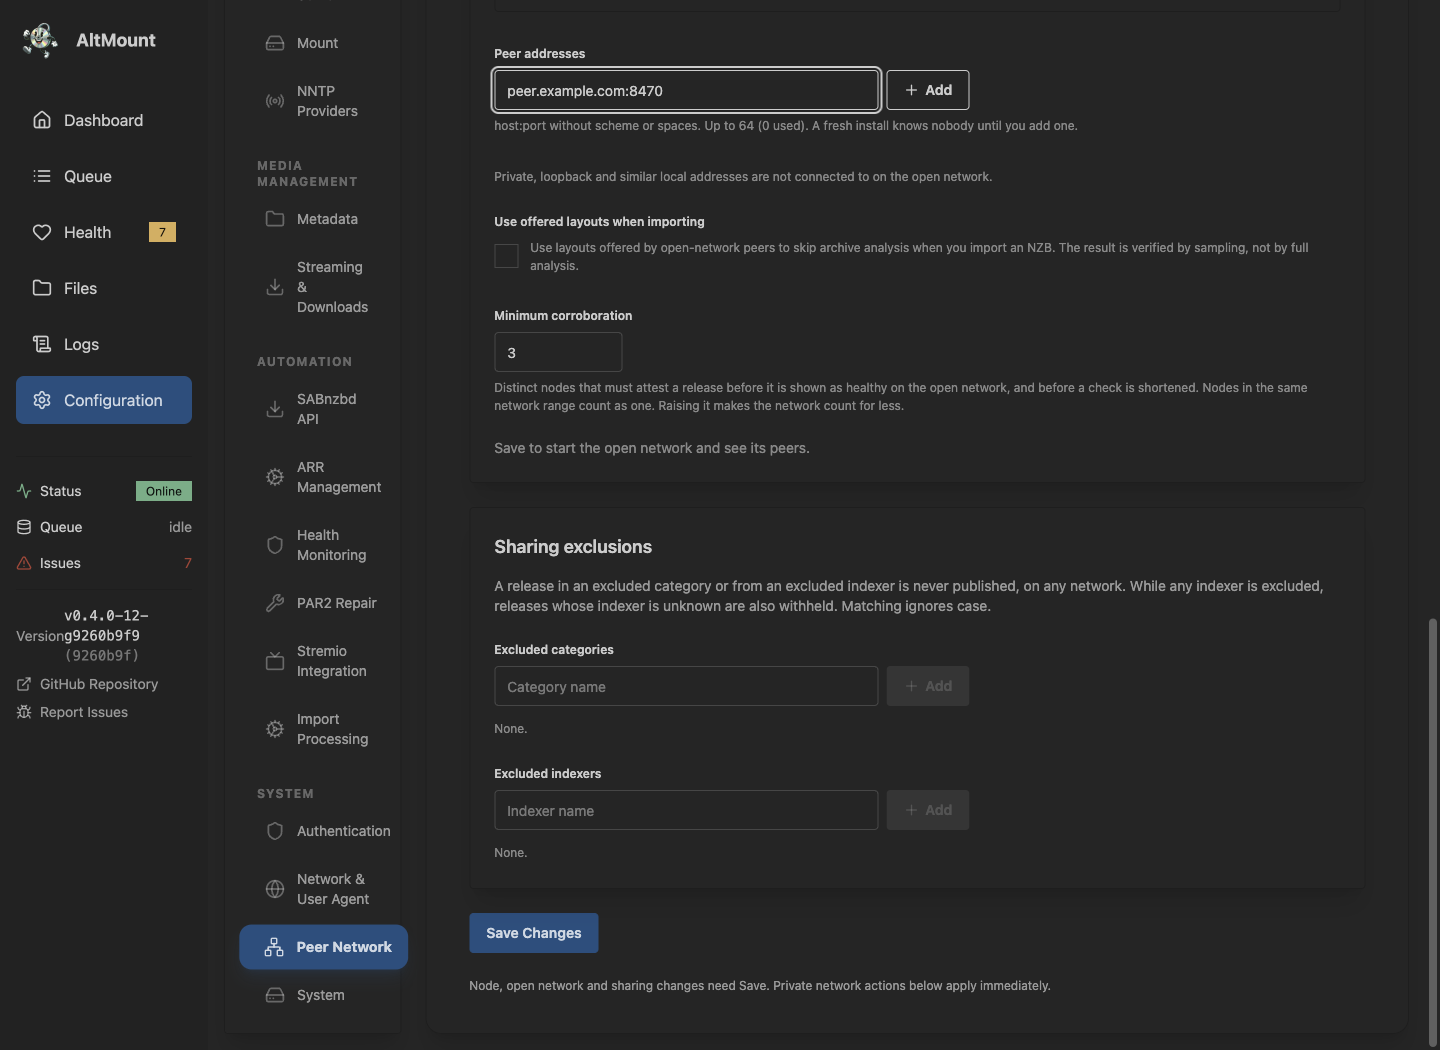 AltMount
Dashboard
Queue
Health
7
Files
Logs
Configuration
Status
Online
Queue
idle
Issues
7
Version
v0.4.0-12-
g9260b9f9
(9260b9f)
GitHub Repository
Report Issues
Mount
NNTP
Providers
MEDIA
MANAGEMENT
Metadata
Streaming
&
Downloads
AUTOMATION
SABnzbd
API
ARR
Management
Health
Monitoring
PAR2 Repair
Stremio
Integration
Import
Processing
SYSTEM
Authentication
Network &
User Agent
Peer Network
System
Peer addresses
peer.example.com:8470
+ Add
host:port without scheme or spaces. Up to 64 (0 used). A fresh install knows nobody until you add one.
Private, loopback and similar local addresses are not connected to on the open network.
Use offered layouts when importing
Use layouts offered by open-network peers to skip archive analysis when you import an NZB. The result is verified by sampling, not by full
analysis.
Minimum corroboration
3
Distinct nodes that must attest a release before it is shown as healthy on the open network, and before a check is shortened. Nodes in the same
network range count as one. Raising it makes the network count for less.
Save to start the open network and see its peers.
Sharing exclusions
A release in an excluded category or from an excluded indexer is never published, on any network. While any indexer is excluded,
releases whose indexer is unknown are also withheld. Matching ignores case.
Excluded categories
Category name
+ Add
None.
Excluded indexers
Indexer name
+ Add
None.
Save Changes
Node, open network and sharing changes need Save. Private network actions below apply immediately.